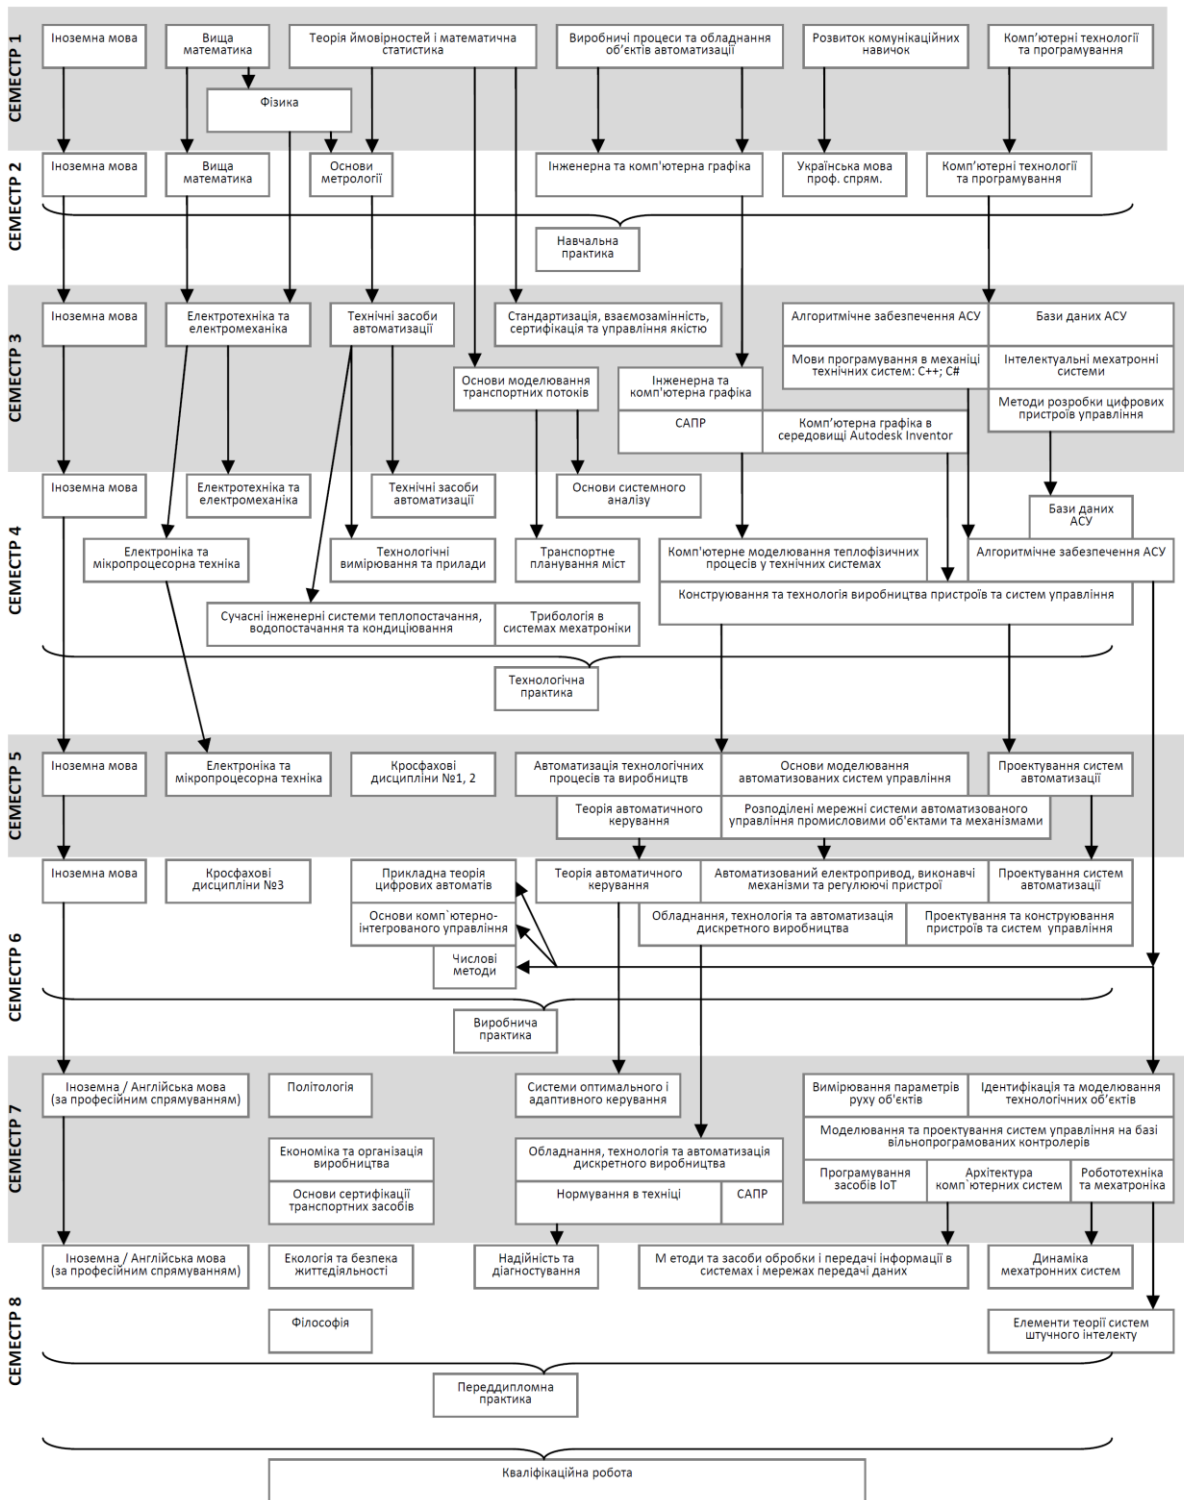 СЕМЕСТР 1
Іноземна мова
Вища
математика
Теорія ймовірностей і математична
статистика
Виробничі процеси та обладнання
об'єктів автоматизації
Розвиток комунікаційних
навичок
Комп'ютерні технології
та програмування
Фізика
СЕМЕСТР 2
Іноземна мова
Вища
математика
Основи
метрології
Інженерна та комп'ютерна графіка
Українська мова
проф. спрям.
Комп'ютерні технології
та програмування
Навчальна
практика
СЕМЕСТР 3
Іноземна мова
Електротехніка та
електромеханіка
Технічні засоби
автоматизації
Стандартизація, взаємозамінність,
сертифікація та управління якістю
Алгоритмічне забезпечення АСУ
Бази даних АСУ
Мови програмування в механіці
технічних систем: C++; C#
Інтелектуальні мехатронні
системи
Основи моделювання
транспортних потоків
Інженерна та
комп'ютерна графіка
Методи розробки цифрових
пристроїв управління
САПР
Комп'ютерна графіка в
середовищі Autodesk Inventor
СЕМЕСТР 4
Іноземна мова
Електротехніка та
електромеханіка
Технічні засоби
автоматизації
Основи системного
аналізу
Бази даних
АСУ
Електроніка та
мікропроцесорна техніка
Технологічні
вимірювання та прилади
Транспортне
планування міст
Комп'ютерне моделювання теплофізичних
процесів у технічних системах
Алгоритмічне забезпечення АСУ
Конструювання та технологія виробництва пристроїв та систем управління
Сучасні інженерні системи теплопостачання,
водопостачання та кондиціювання
Трибологія в
системах мехатроніки
Технологічна
практика
СЕМЕСТР 5
Іноземна мова
Електроніка та
мікропроцесорна техніка
Кросфахові
дисципліни №1, 2
Автоматизація технологічних
процесів та виробництв
Основи моделювання
автоматизованих систем управління
Проектування систем
автоматизації
Теорія автоматичного
керування
Розподілені мережні системи автоматизованого
управління промисловими об'єктами та механізмами
СЕМЕСТР 6
Іноземна мова
Кросфахові
дисципліни №3
Прикладна теорія
цифрових автоматів
Теорія автоматичного
керування
Автоматизований електропривод, виконавчі
механізми та регулюючі пристрої
Проектування систем
автоматизації
Основи комп`ютерно-
інтегрованого управління
Обладнання, технологія та автоматизація
дискретного виробництва
Проектування та конструювання
пристроїв та систем управління
Числові
методи
Виробнича
практика
СЕМЕСТР 7
Іноземна / Англійська мова
(за професійним спрямуванням)
Політологія
Системи оптимального і
адаптивного керування
Вимірювання параметрів
руху об'єктів
Ідентифікація та моделювання
технологічних об'єктів
Моделювання та проектування систем управління на базі
вільнопрограмованих контролерів
Економіка та організація
виробництва
Обладнання, технологія та автоматизація
дискретного виробництва
Програмування
засобів IoT
Архітектура
комп`ютерних систем
Робототехніка
та мехатроніка
Основи сертифікації
транспортних засобів
Нормування в техніці
САПР
СЕМЕСТР 8
Іноземна / Англійська мова
(за професійним спрямуванням)
Екологія та безпека
життєдіяльності
Надійність та
діагностування
М етоди та засоби обробки і передачі інформації в
системах і мережах передачі даних
Динаміка
мехатронних систем
Філософія
Елементи теорії систем
штучного інтелекту
Переддипломна
практика
Кваліфікаційна робота